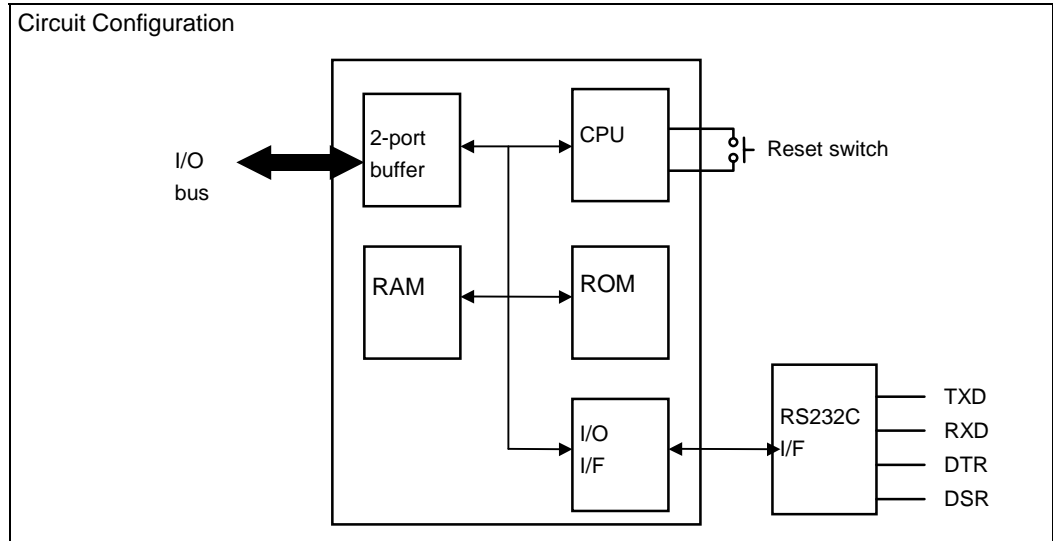 Circuit Configuration
2-port
buffer
CPU
Reset switch
I/O
bus
RAM
ROM
I/O
I/F
RS232C
I/F
TXD
RXD
DTR
DSR